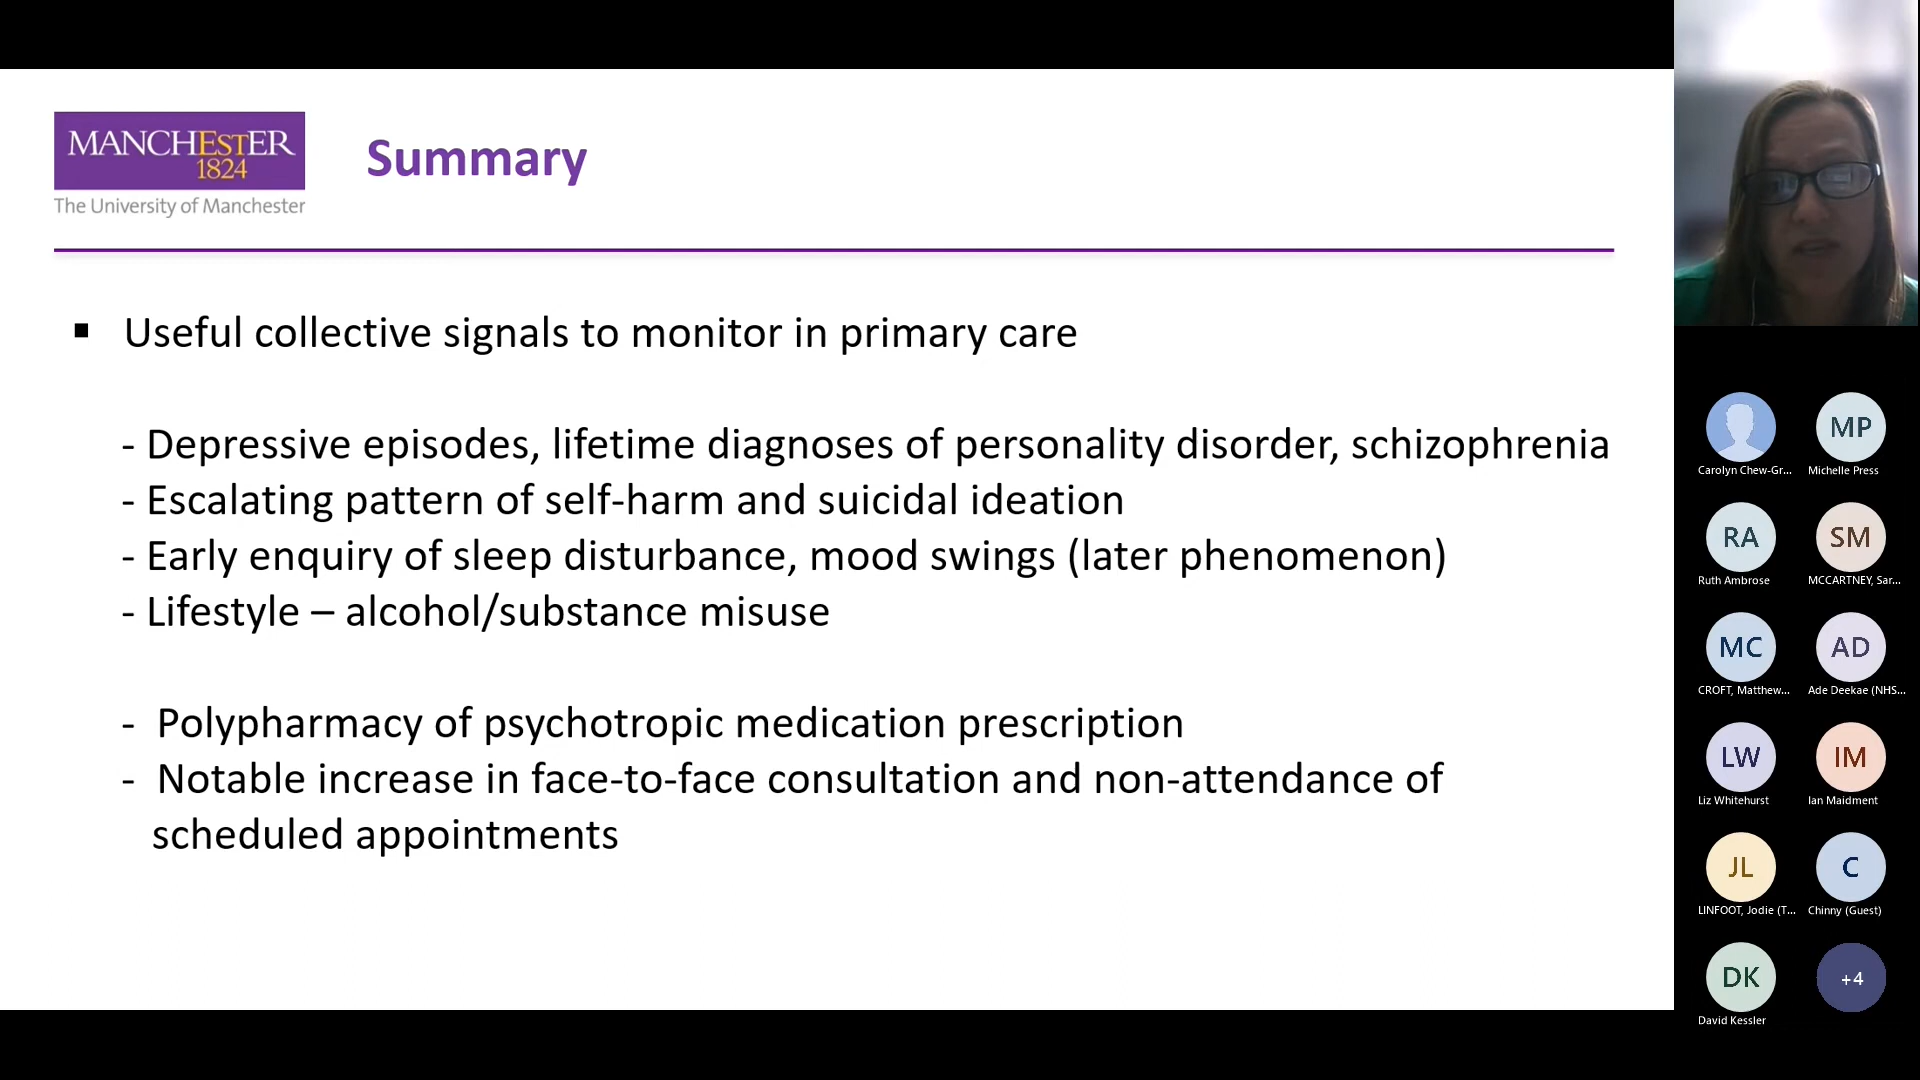 MANCHESTER
1824
The University of Manchester
Summary
▪ Useful collective signals to monitor in primary care
- Depressive episodes, lifetime diagnoses of personality disorder, schizophrenia
- Escalating pattern of self-harm and suicidal ideation
- Early enquiry of sleep disturbance, mood swings (later phenomenon)
- Lifestyle – alcohol/substance misuse
- Polypharmacy of psychotropic medication prescription
- Notable increase in face-to-face consultation and non-attendance of
scheduled appointments
Carolyn Chew-Gr...
MP
Michelle Press
RA
Ruth Ambrose
SM
MCCARTNEY, Sar...
MC
CROFT, Matthew...
AD
Ade Deekae (NHS...
LW
Liz Whitehurst
IM
Ian Maidment
JL
LINFOOT, Jodie (T...
C
Chinny (Guest)
DK
David Kessler
+4